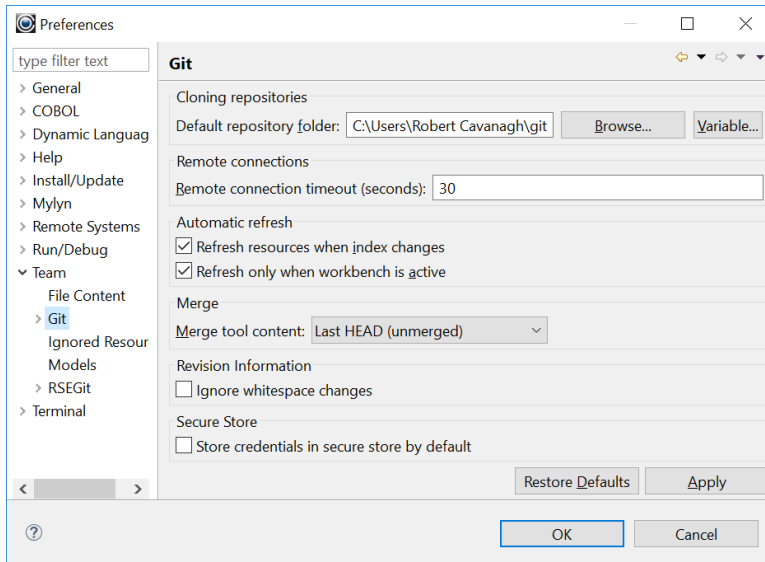 Preferences
type filter text
General
COBOL
Dynamic Languag
Help
Install/Update
Mylyn
Remote Systems
Run/Debug
Team
File Content
Git
Ignored Resour
Models
RSEGit
Terminal
Git
Cloning repositories
Default repository folder: C:\Users\Robert Cavanagh\git Browse... Variable...
Remote connections
Remote connection timeout (seconds): 30
Automatic refresh
Refresh resources when index changes
Refresh only when workbench is active
Merge
Merge tool content: Last HEAD (unmerged)
Revision Information
Ignore whitespace changes
Secure Store
Store credentials in secure store by default
Restore Defaults Apply
? OK Cancel